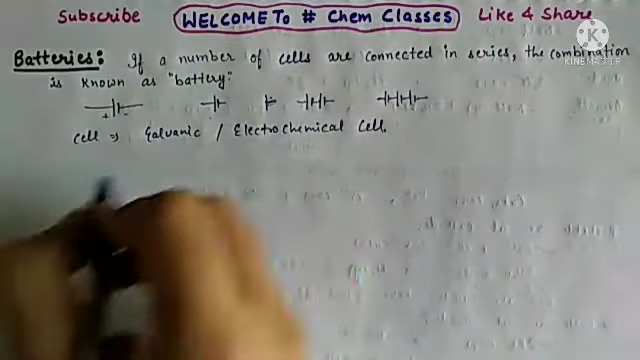 Subscribe WELCOME To # Chem Classes Like & Share
Batteries: If a number of cells are connected in series, the combination
is known as "battery"
+ -
Cell ⇒ Galvanic / Electrochemical Cell.
KINEMASTER